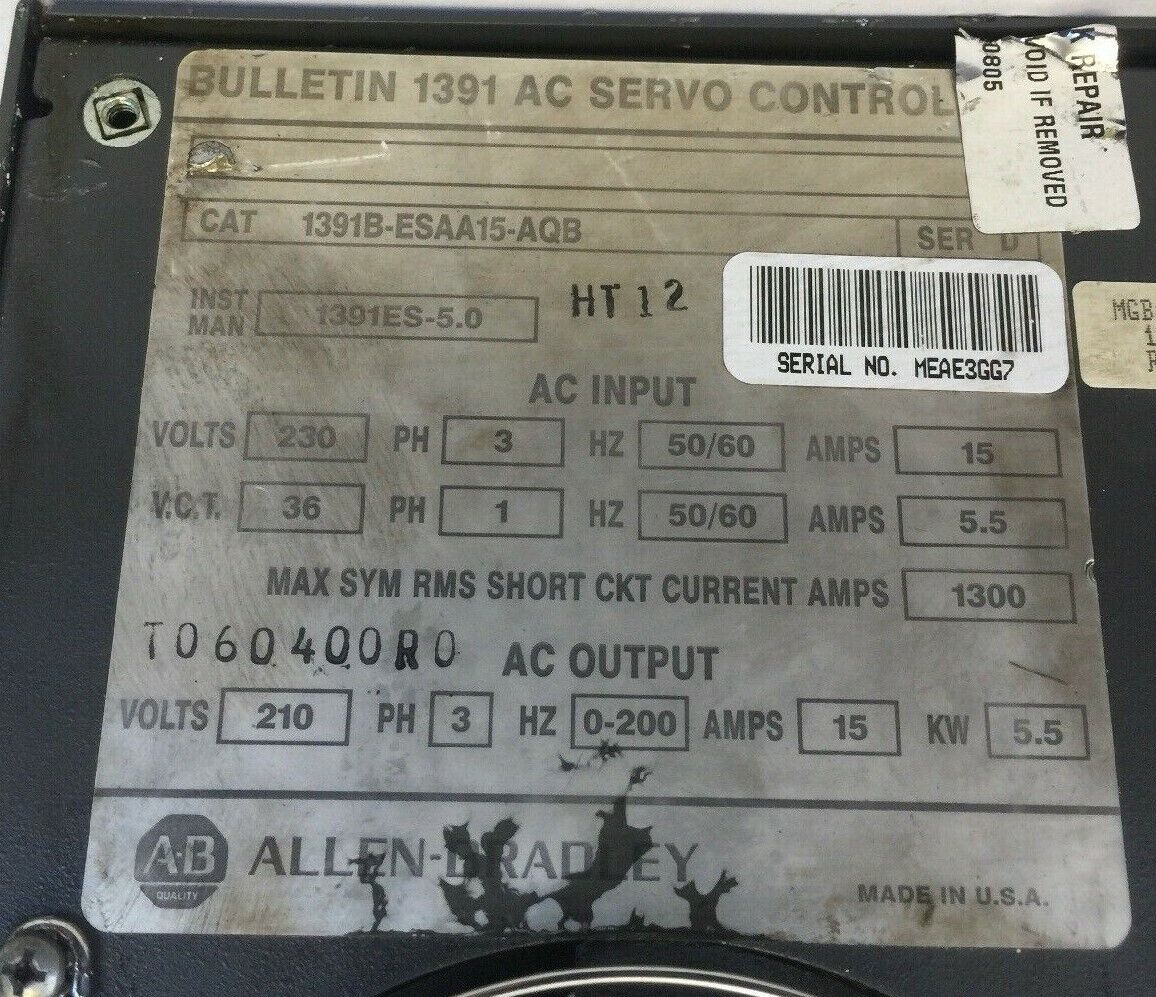 BULLETIN 1391 AC SERVO CONTROL
REPAIR
VOID IF REMOVED
0805
CAT 1391B-ESAA15-AQB SER D
INST MAN 1391ES-5.0
HT12
SERIAL NO. MEAE3GG7
MGB
AC INPUT
VOLTS 230 PH 3 HZ 50/60 AMPS 15
V.C.T. 36 PH 1 HZ 50/60 AMPS 5.5
MAX SYM RMS SHORT CKT CURRENT AMPS 1300
T060400R0
AC OUTPUT
VOLTS 210 PH 3 HZ 0-200 AMPS 15 KW 5.5
A-B
QUALITY
ALLEN-BRADLEY
MADE IN U.S.A.